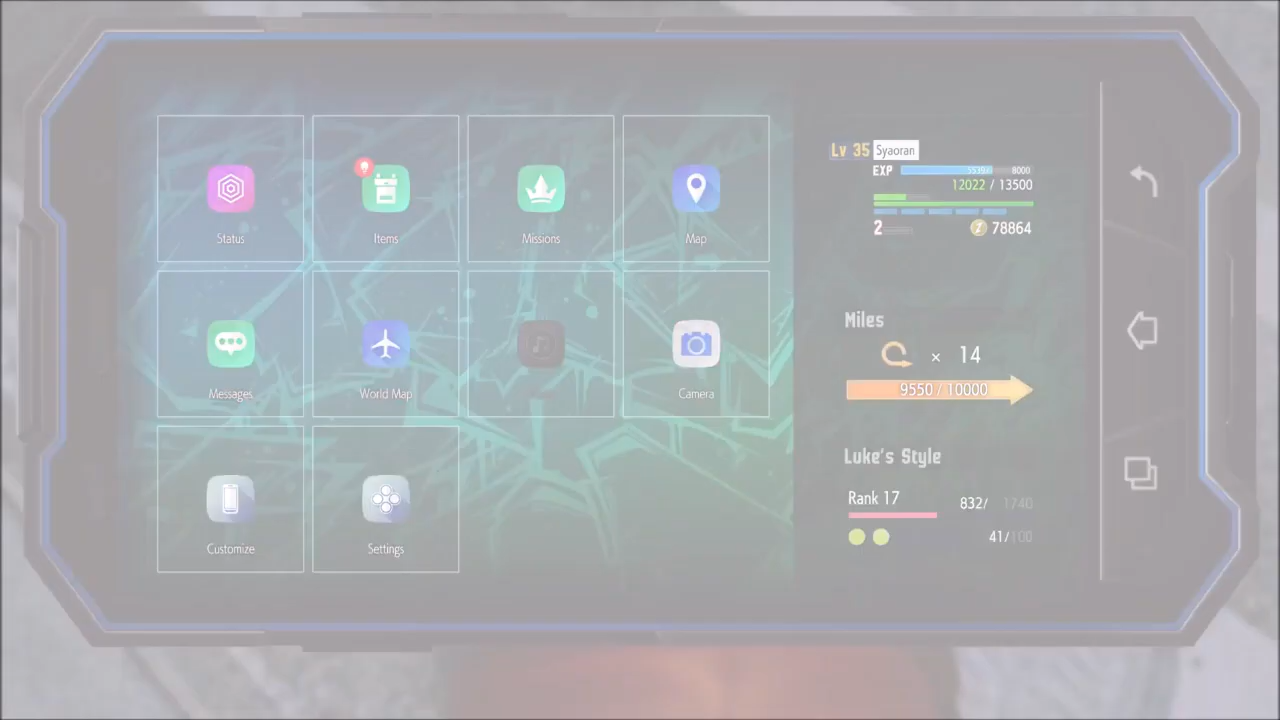 Status
Items
Missions
Map
Messages
World Map
Camera
Customize
Settings
Lv 35 Syaoran
EXP 5539/ 8000
12022 / 13500
2
78864
Miles
× 14
9550 / 10000
Luke's Style
Rank 17 832/ 1740
41/100